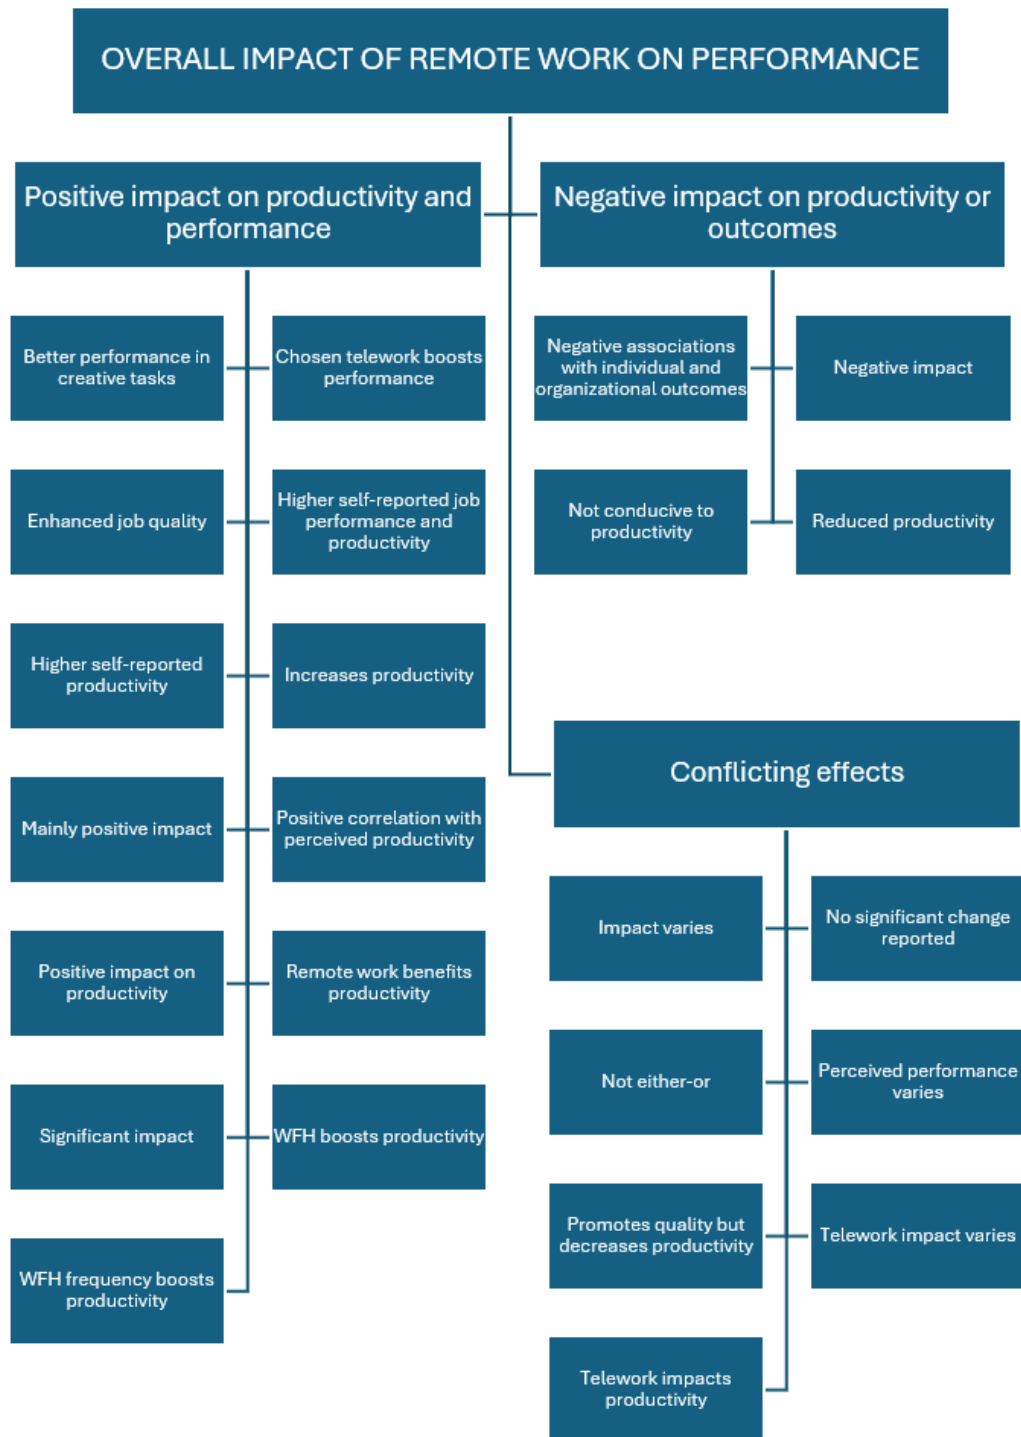 OVERALL IMPACT OF REMOTE WORK ON PERFORMANCE
Positive impact on productivity and
performance
Negative impact on productivity or
outcomes
Better performance in
creative tasks
Chosen telework boosts
performance
Negative associations
with individual and
organizational outcomes
Negative impact
Enhanced job quality
Higher self-reported job
performance and
productivity
Not conducive to
productivity
Reduced productivity
Higher self-reported
productivity
Increases productivity
Conflicting effects
Mainly positive impact
Positive correlation with
perceived productivity
Impact varies
No significant change
reported
Positive impact on
productivity
Remote work benefits
productivity
Not either-or
Perceived performance
varies
Significant impact
WFH boosts productivity
Promotes quality but
decreases productivity
Telework impact varies
WFH frequency boosts
productivity
Telework impacts
productivity